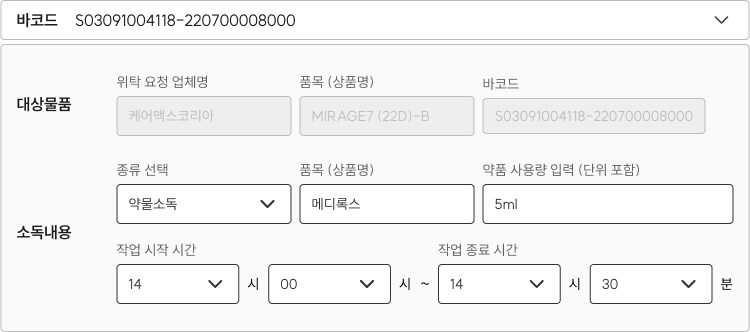 바코드 S03091004118-220700008000
위탁 요청 업체명 품목 (상품명) 바코드
대상물품 케어맥스코리아 MIRAGE7 (22D)-B S03091004118-220700008000
종류 선택 품목 (상품명) 약품 사용량 입력 (단위 포함)
약물소독 메디록스 5ml
소독내용
작업 시작 시간 작업 종료 시간
14 시 00 시 ~ 14 시 30 분